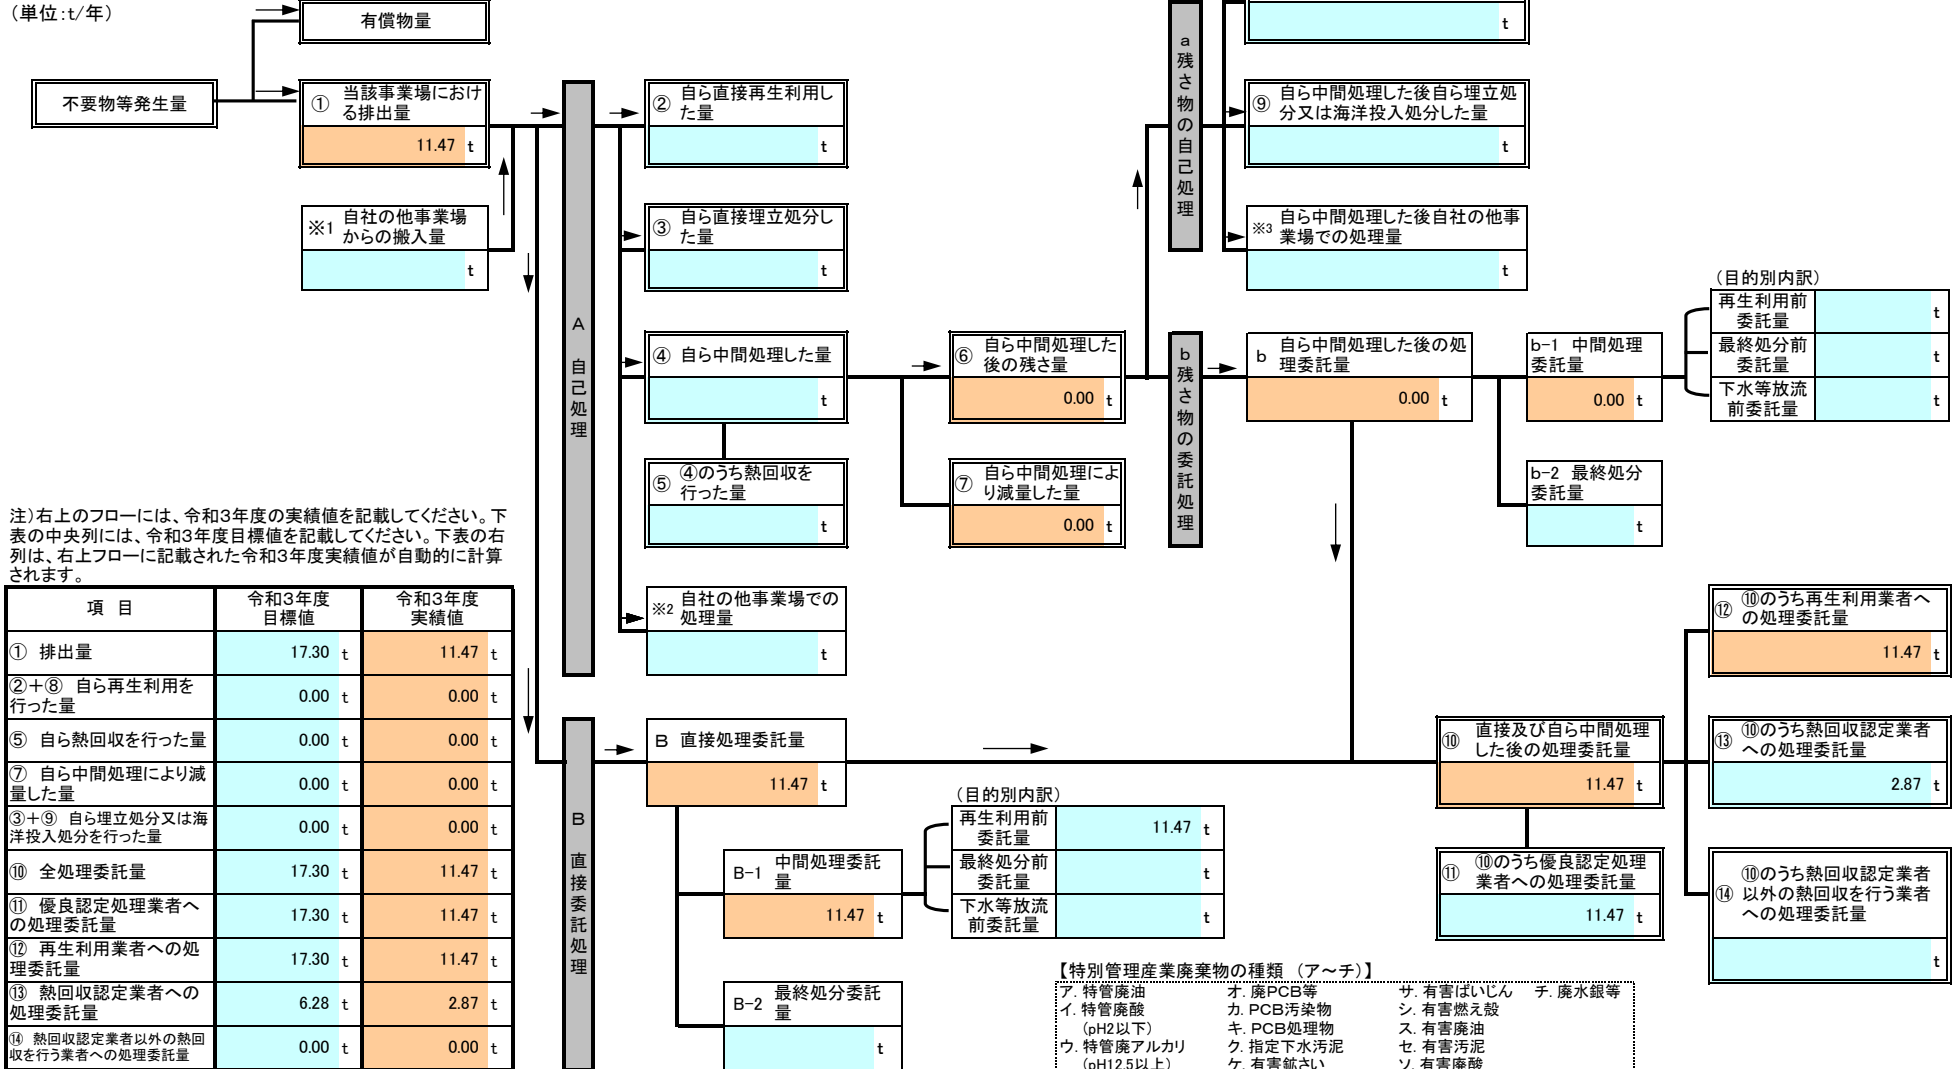 （単位:t/年）
有償物量
不要物等発生量
① 当該事業場におけ
る排出量
11.47 t
※1 自社の他事業場
からの搬入量
t
A 自己処理
② 自ら直接再生利用し
た量
t
③ 自ら直接埋立処分し
た量
t
④ 自ら中間処理した量
t
⑤ ④のうち熱回収を
行った量
t
※2 自社の他事業場での
処理量
t
⑥ 自ら中間処理した
後の残さ量
0.00 t
⑦ 自ら中間処理によ
り減量した量
0.00 t
a 残さ物の自己処理
t
⑨ 自ら中間処理した後自ら埋立処
分又は海洋投入処分した量
t
※3 自ら中間処理した後自社の他事
業場での処理量
t
b 残さ物の委託処理
b 自ら中間処理した後の処
理委託量
0.00 t
b-1 中間処理
委託量
0.00 t
b-2 最終処分
委託量
t
（目的別内訳）
再生利用前
委託量 t
最終処分前
委託量 t
下水等放流
前委託量 t
注）右上のフローには、令和3年度の実績値を記載してください。下
表の中央列には、令和3年度目標値を記載してください。下表の右
列は、右上フローに記載された令和3年度実績値が自動的に計算
されます。
項 目 令和3年度
目標値 令和3年度
実績値
① 排出量 17.30 t 11.47 t
②＋⑧ 自ら再生利用を
行った量 0.00 t 0.00 t
⑤ 自ら熱回収を行った量 0.00 t 0.00 t
⑦ 自ら中間処理により減
量した量 0.00 t 0.00 t
③＋⑨ 自ら埋立処分又は海
洋投入処分を行った量 0.00 t 0.00 t
⑩ 全処理委託量 17.30 t 11.47 t
⑪ 優良認定処理業者へ
の処理委託量 17.30 t 11.47 t
⑫ 再生利用業者への処
理委託量 17.30 t 11.47 t
⑬ 熱回収認定業者への
処理委託量 6.28 t 2.87 t
⑭ 熱回収認定業者以外の熱回
収を行う業者への処理委託量 0.00 t 0.00 t
B 直接委託処理
B 直接処理委託量
11.47 t
B-1 中間処理委託
量
11.47 t
B-2 最終処分委託
量
t
（目的別内訳）
再生利用前
委託量 11.47 t
最終処分前
委託量 t
下水等放流
前委託量 t
⑩ 直接及び自ら中間処理
した後の処理委託量
11.47 t
⑪ ⑩のうち優良認定処理
業者への処理委託量
11.47 t
⑫ ⑩のうち再生利用業者へ
の処理委託量
11.47 t
⑬ ⑩のうち熱回収認定業者
への処理委託量
2.87 t
⑭ ⑩のうち熱回収認定業者
以外の熱回収を行う業者
への処理委託量
t
【特別管理産業廃棄物の種類 （ア～チ）】
ア. 特管廃油 オ. 廃PCB等 サ. 有害ばいじん チ. 廃水銀等
イ. 特管廃酸 カ. PCB汚染物 シ. 有害燃え殻
（pH2以下） キ. PCB処理物 ス. 有害廃油
ウ. 特管廃アルカリ ク. 指定下水汚泥 セ. 有害汚泥
（pH12.5以上） ケ. 有害鉱さい ソ. 有害廃酸